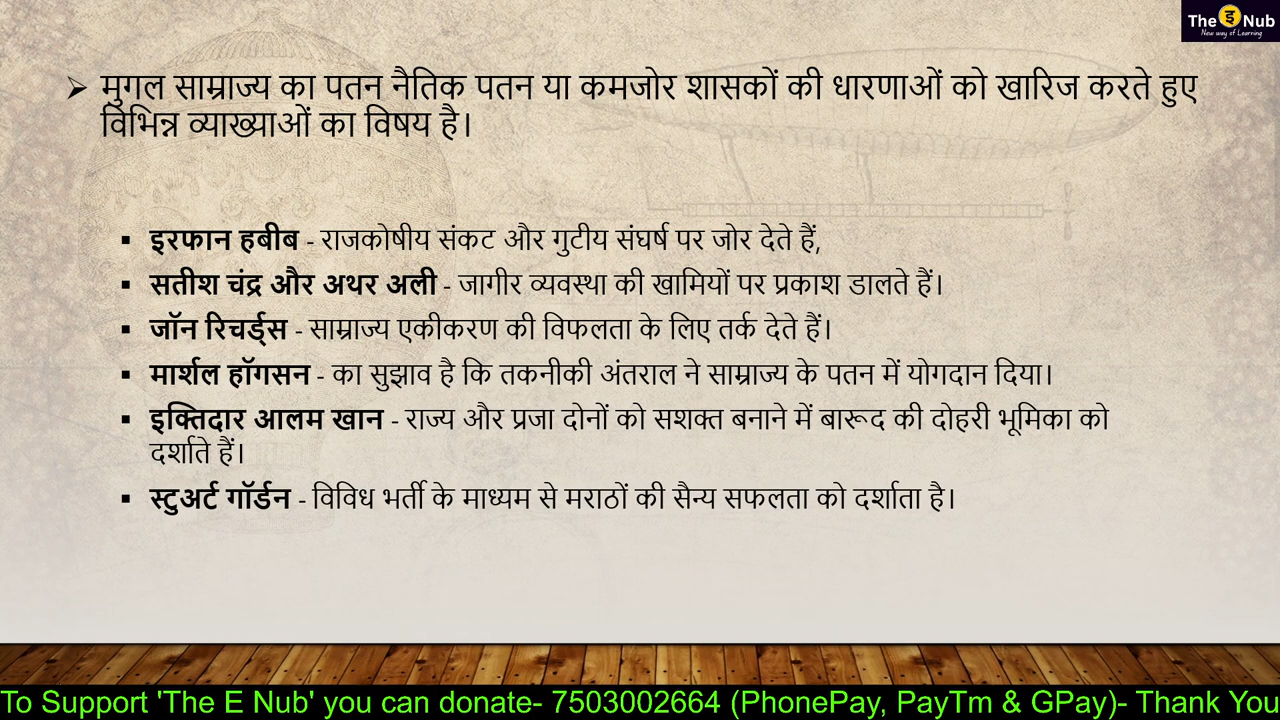 The इ Nub
New way of Learning
➢ मुगल साम्राज्य का पतन नैतिक पतन या कमजोर शासकों की धारणाओं को खारिज करते हुए
विभिन्न व्याख्याओं का विषय है।
▪ इरफान हबीब - राजकोषीय संकट और गुटीय संघर्ष पर जोर देते हैं,
▪ सतीश चंद्र और अथर अली - जागीर व्यवस्था की खामियों पर प्रकाश डालते हैं।
▪ जॉन रिचर्ड्स - साम्राज्य एकीकरण की विफलता के लिए तर्क देते हैं।
▪ मार्शल हॉगसन - का सुझाव है कि तकनीकी अंतराल ने साम्राज्य के पतन में योगदान दिया।
▪ इक्तिदार आलम खान - राज्य और प्रजा दोनों को सशक्त बनाने में बारूद की दोहरी भूमिका को
दर्शाते हैं।
▪ स्टुअर्ट गॉर्डन - विविध भर्ती के माध्यम से मराठों की सैन्य सफलता को दर्शाता है।
To Support 'The E Nub' you can donate- 7503002664 (PhonePay, PayTm & GPay)- Thank You